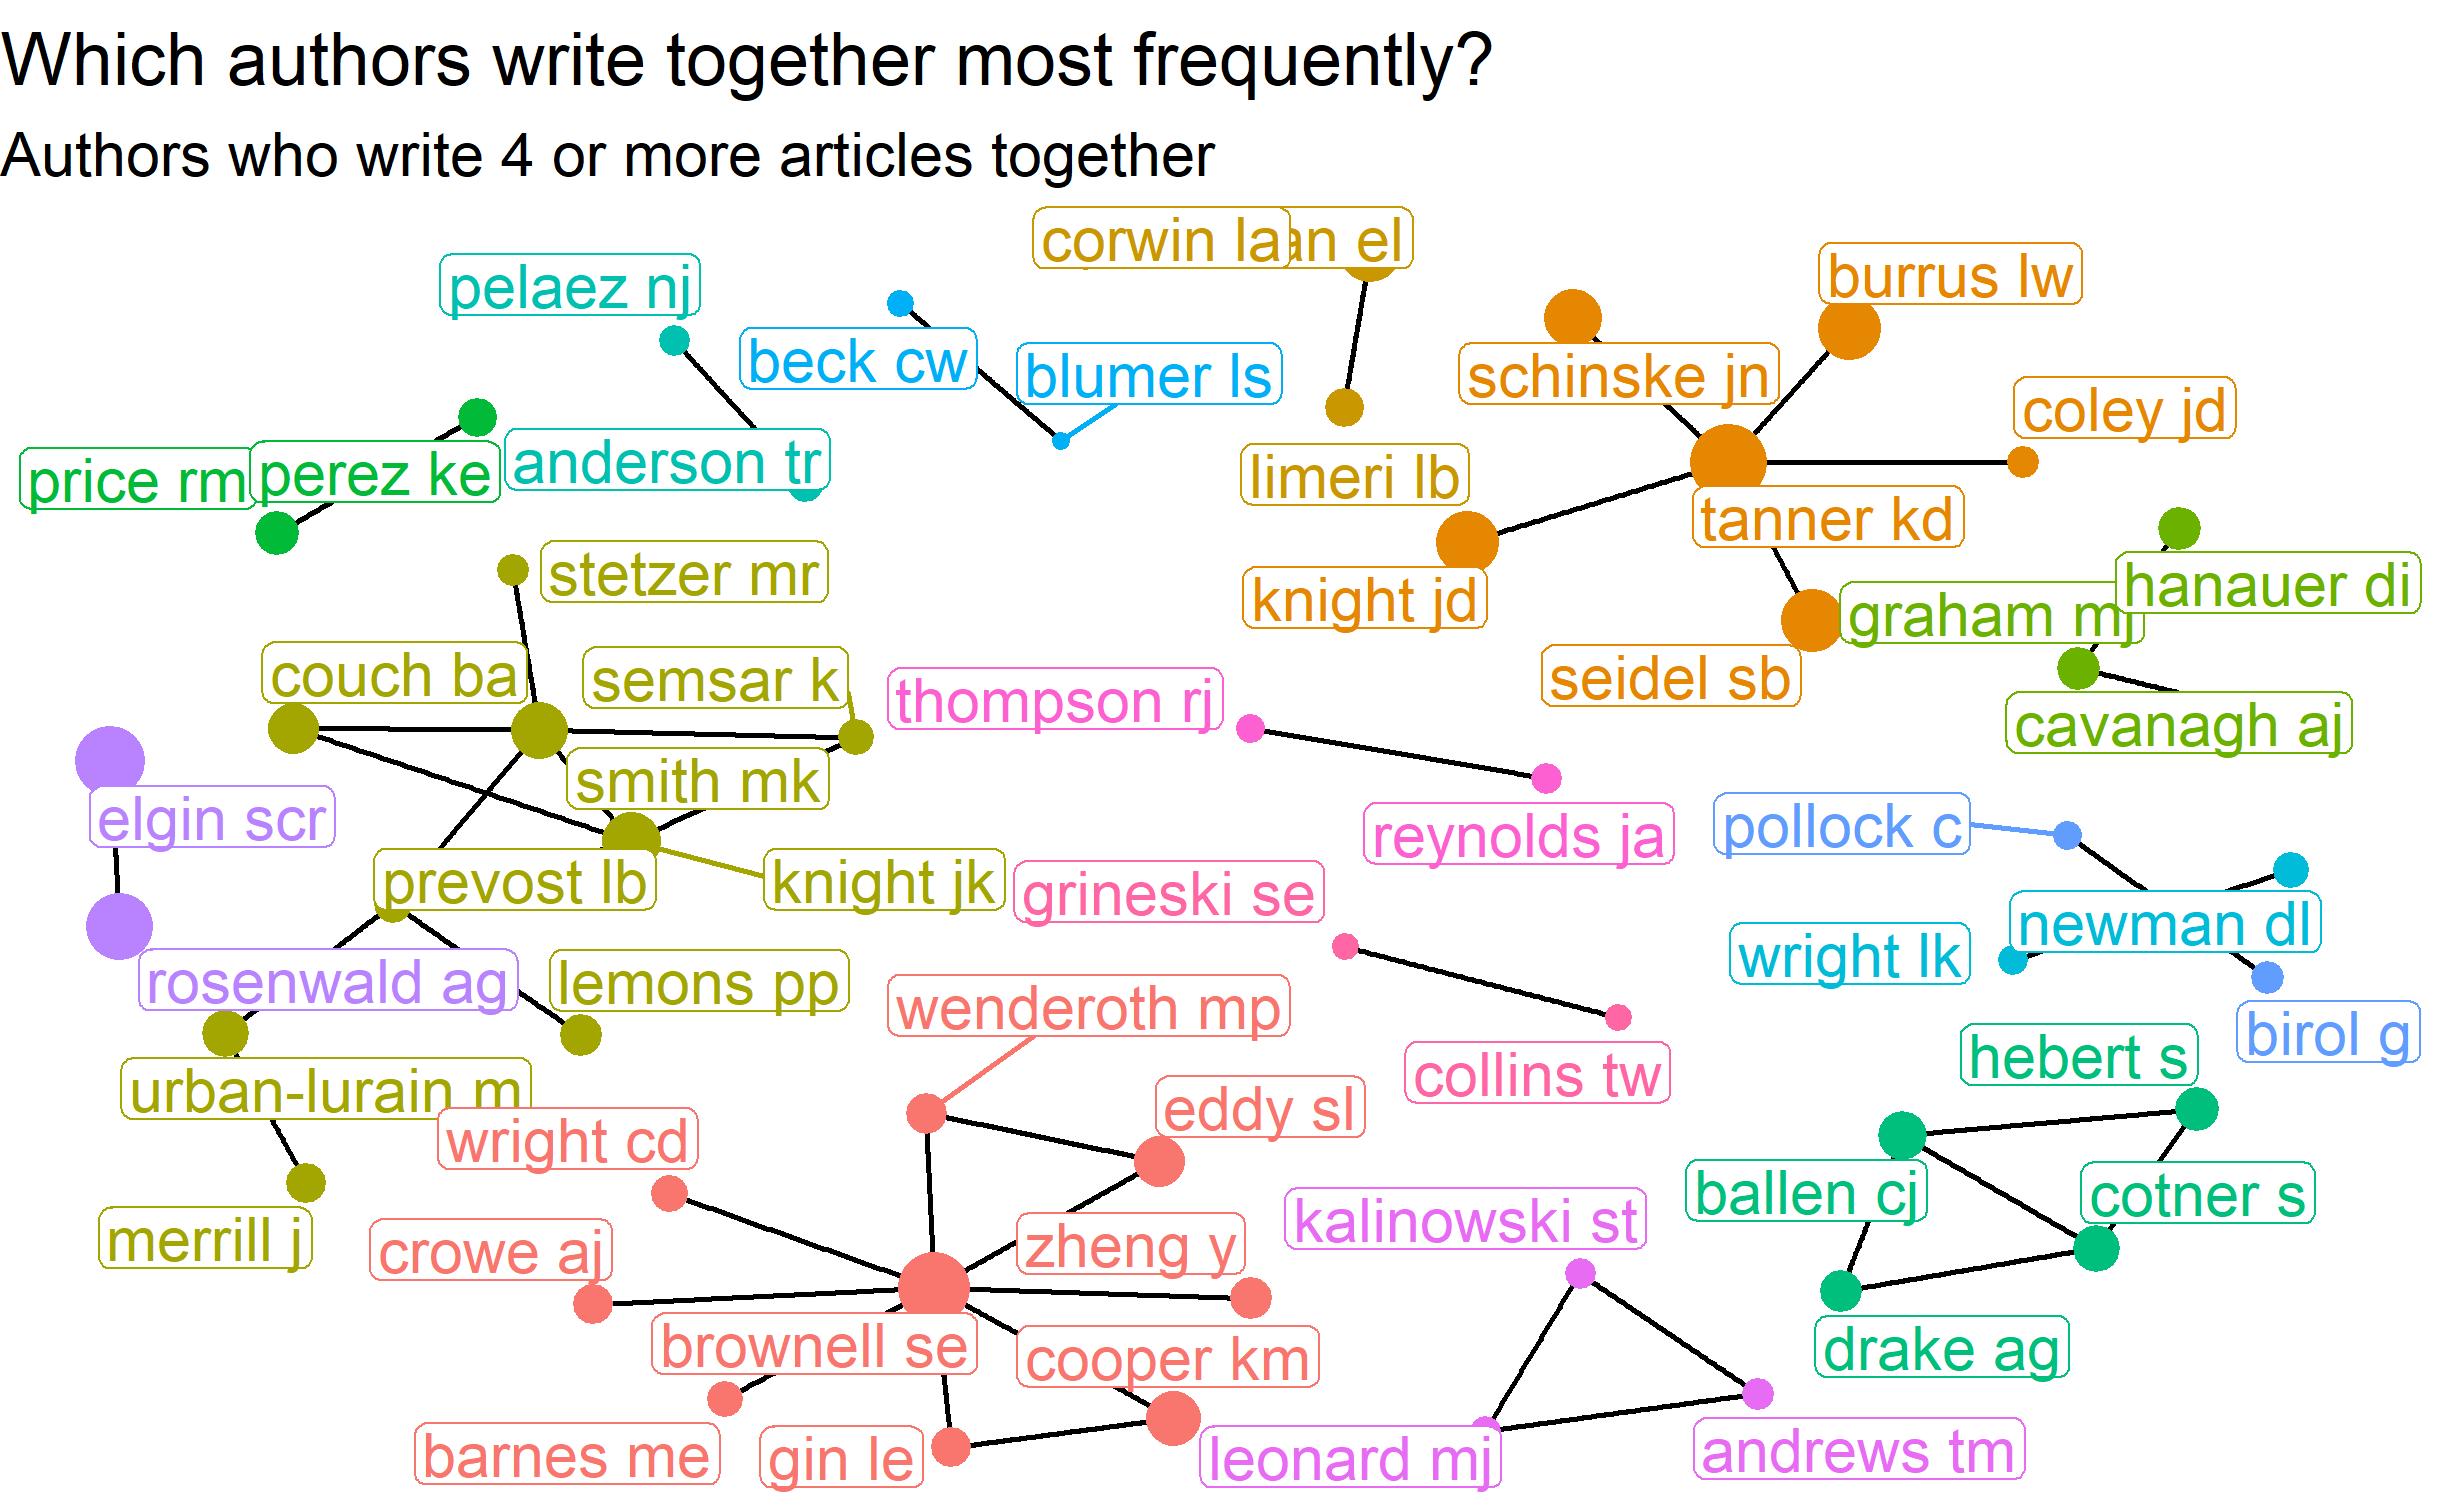 Which authors write together most frequently?
Authors who write 4 or more articles together
corwin la
an el
burrus lw
pelaez nj
beck cw
blumer ls
schinske jn
coley jd
price rm
perez ke
anderson tr
limeri lb
tanner kd
stetzer mr
knight jd
graham mj
hanauer di
couch ba
semsar k
thompson rj
seidel sb
cavanagh aj
smith mk
elgin scr
reynolds ja
pollock c
prevost lb
knight jk
grineski se
newman dl
wright lk
rosenwald ag
lemons pp
wenderoth mp
birol g
hebert s
urban-lurain m
collins tw
eddy sl
wright cd
ballen cj
cotner s
merrill j
crowe aj
zheng y
kalinowski st
brownell se
cooper km
drake ag
barnes me
gin le
leonard mj
andrews tm